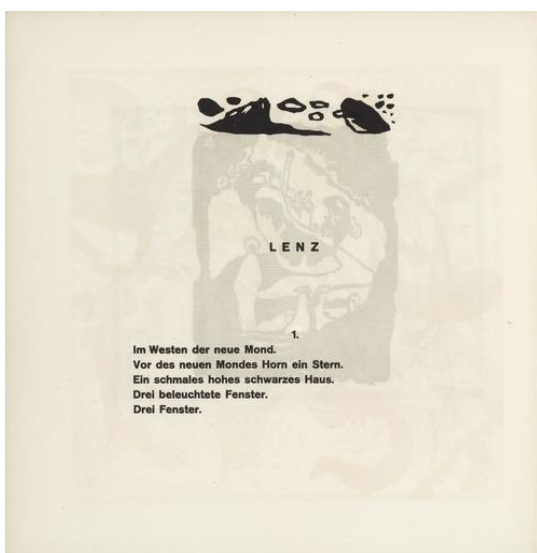 LENZ
1.
Im Westen der neue Mond.
Vor des neuen Mondes Horn ein Stern.
Ein schmales hohes schwarzes Haus.
Drei beleuchtete Fenster.
Drei Fenster.